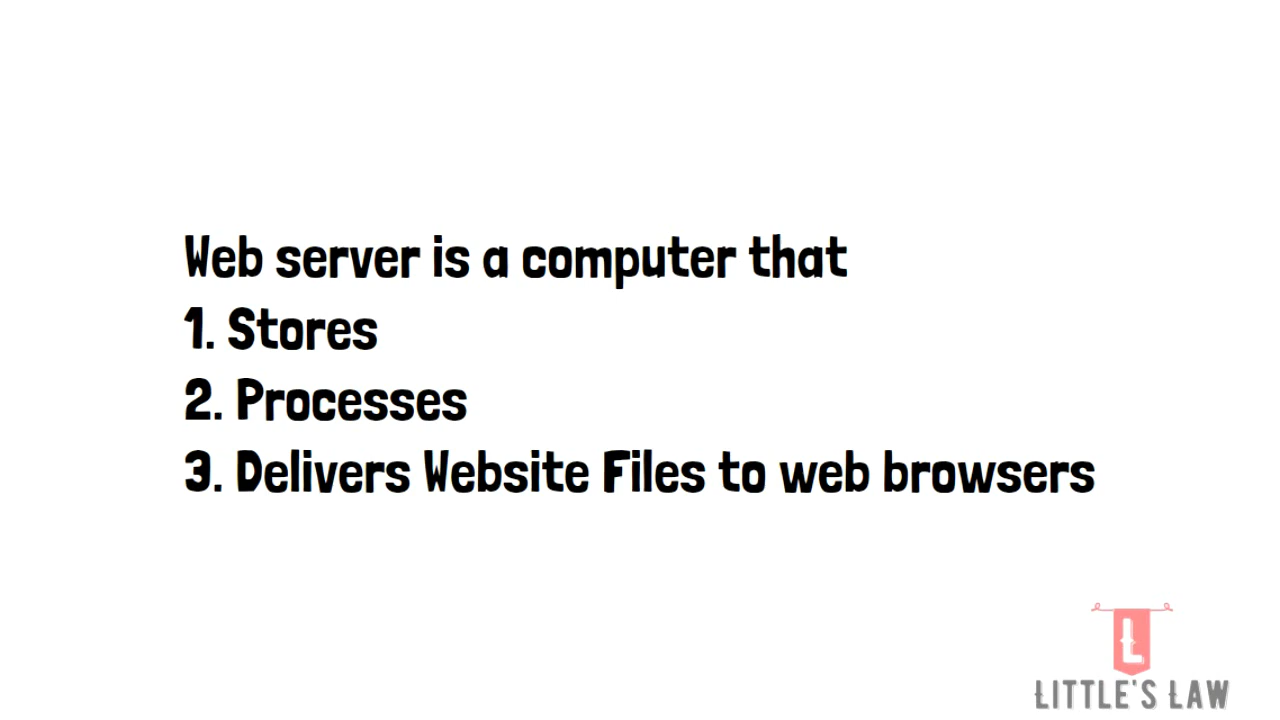 Web server is a computer that
1. Stores
2. Processes
3. Delivers Website Files to web browsers
L
LITTLE'S LAW